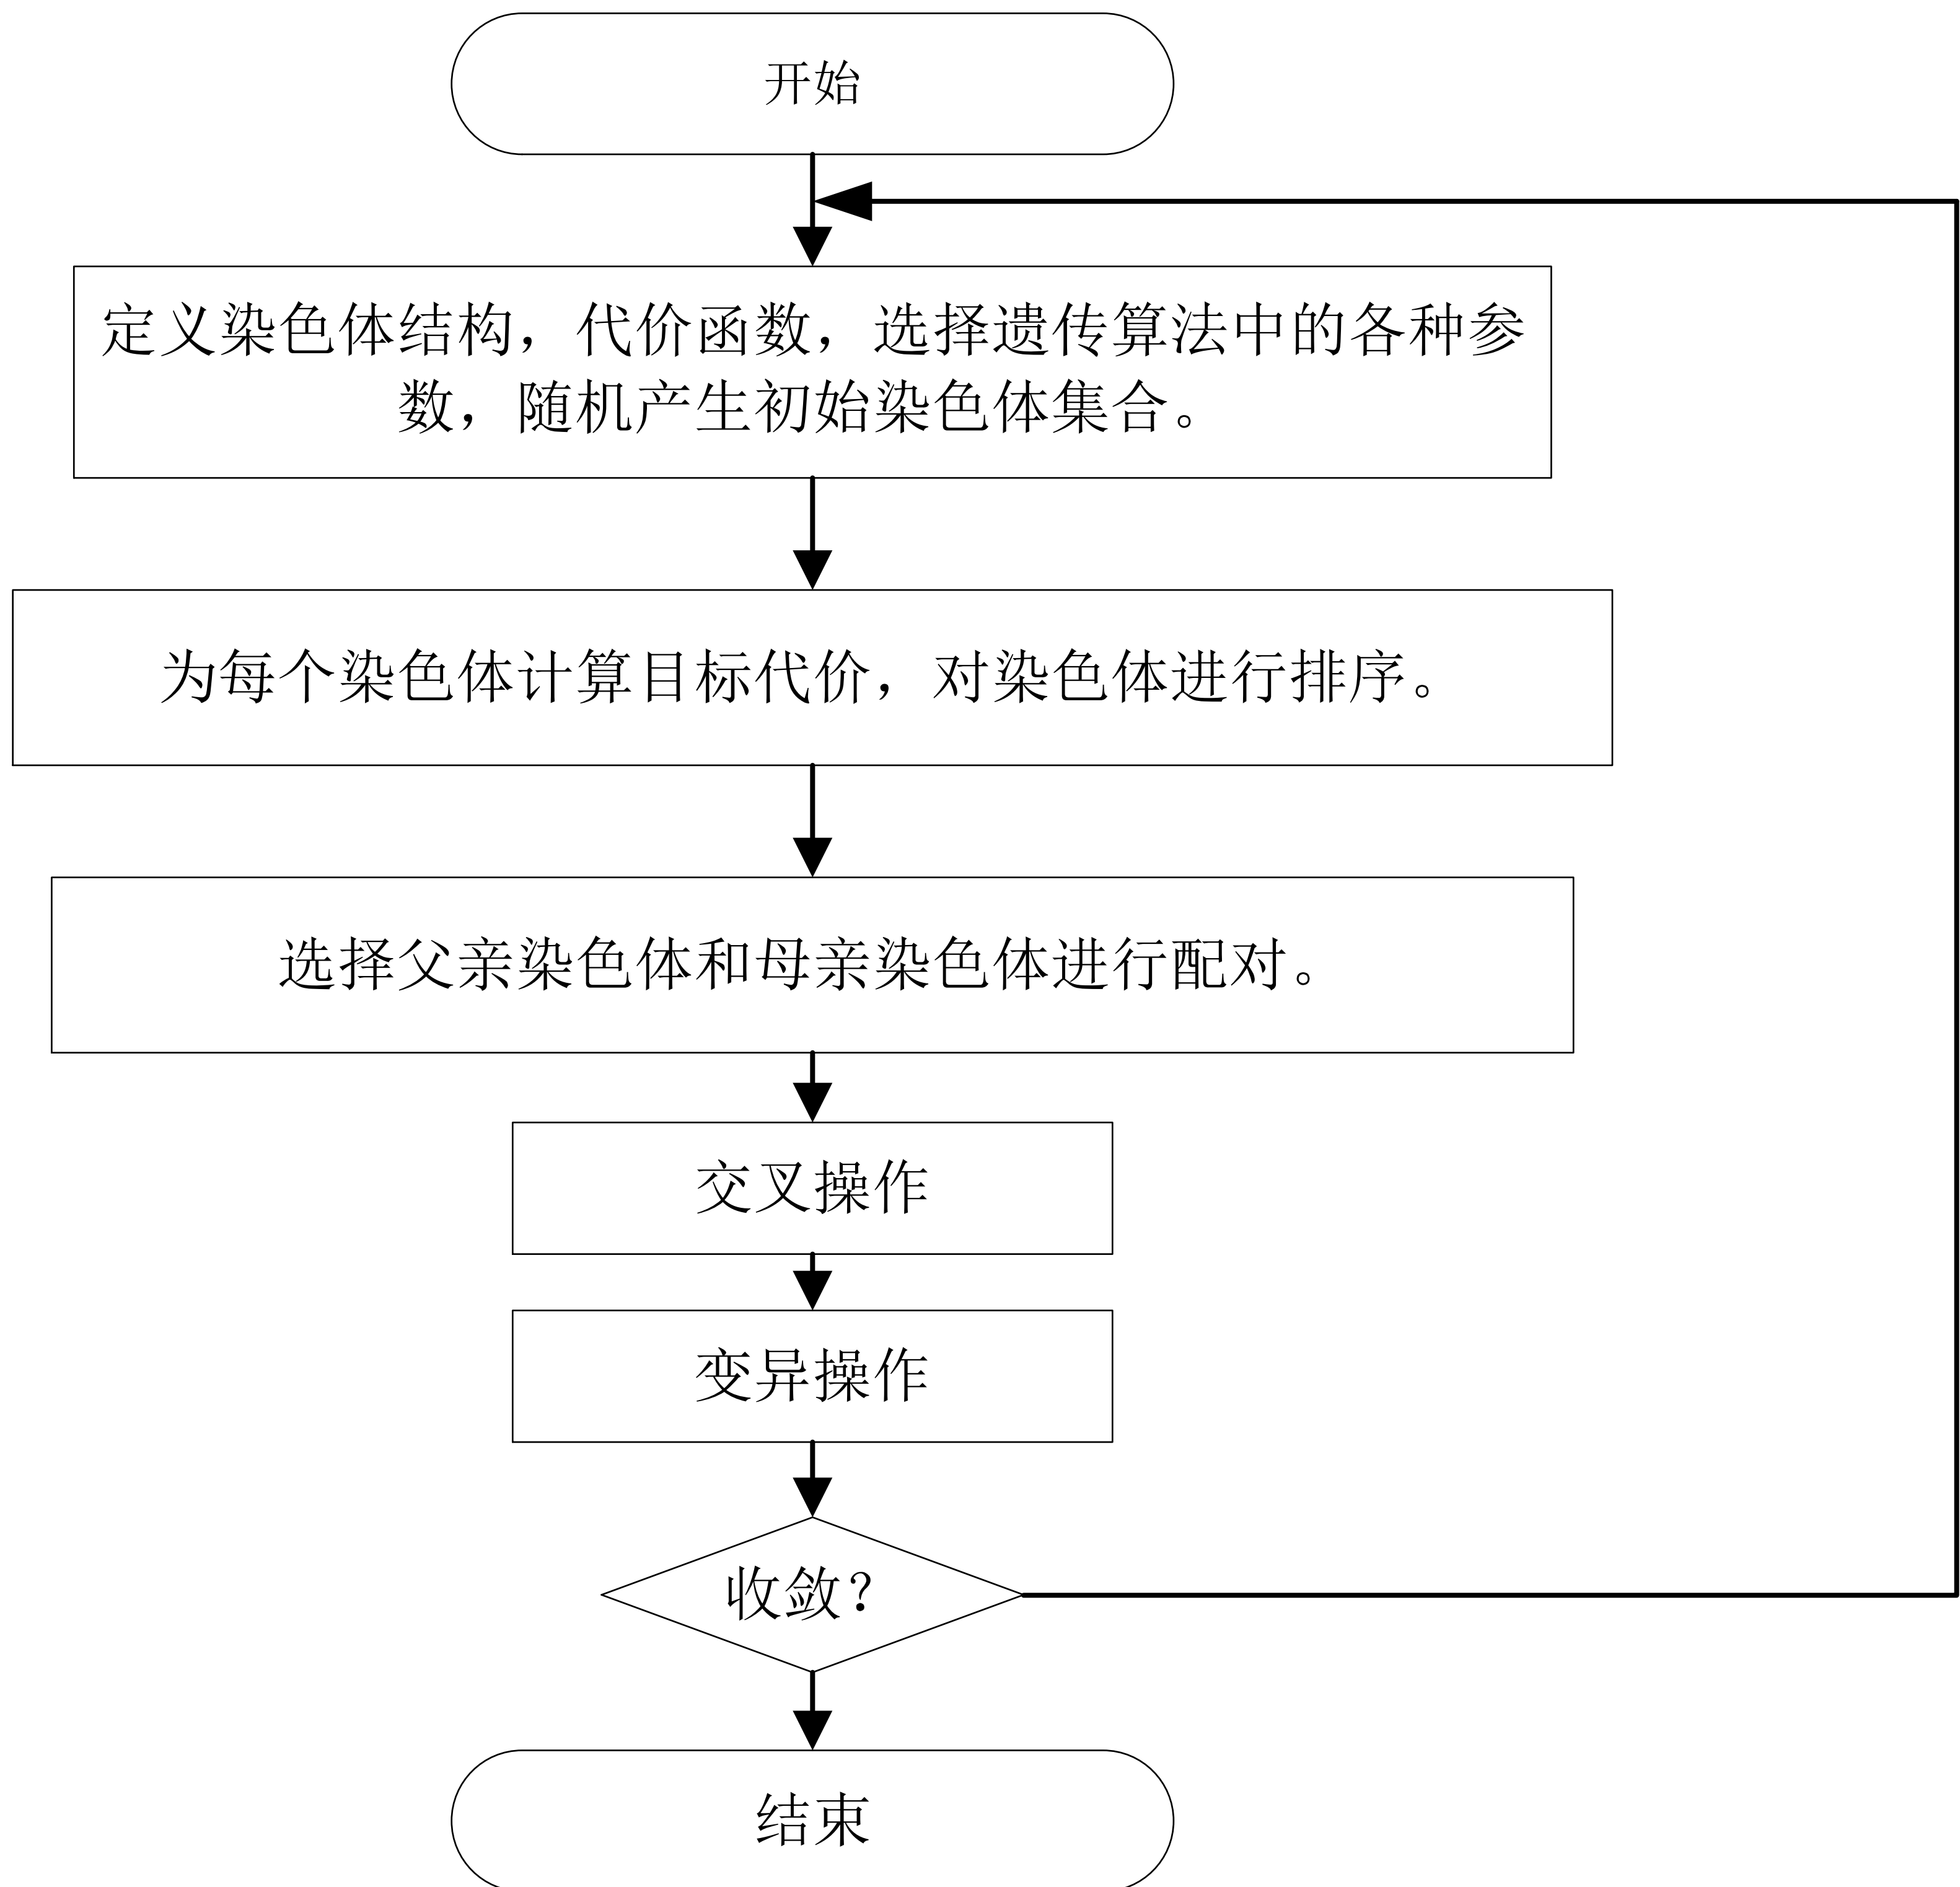 开始
定义染色体结构，代价函数，选择遗传算法中的各种参
数，随机产生初始染色体集合。
为每个染色体计算目标代价，对染色体进行排序。
选择父亲染色体和母亲染色体进行配对。
交叉操作
变异操作
收敛？
结束